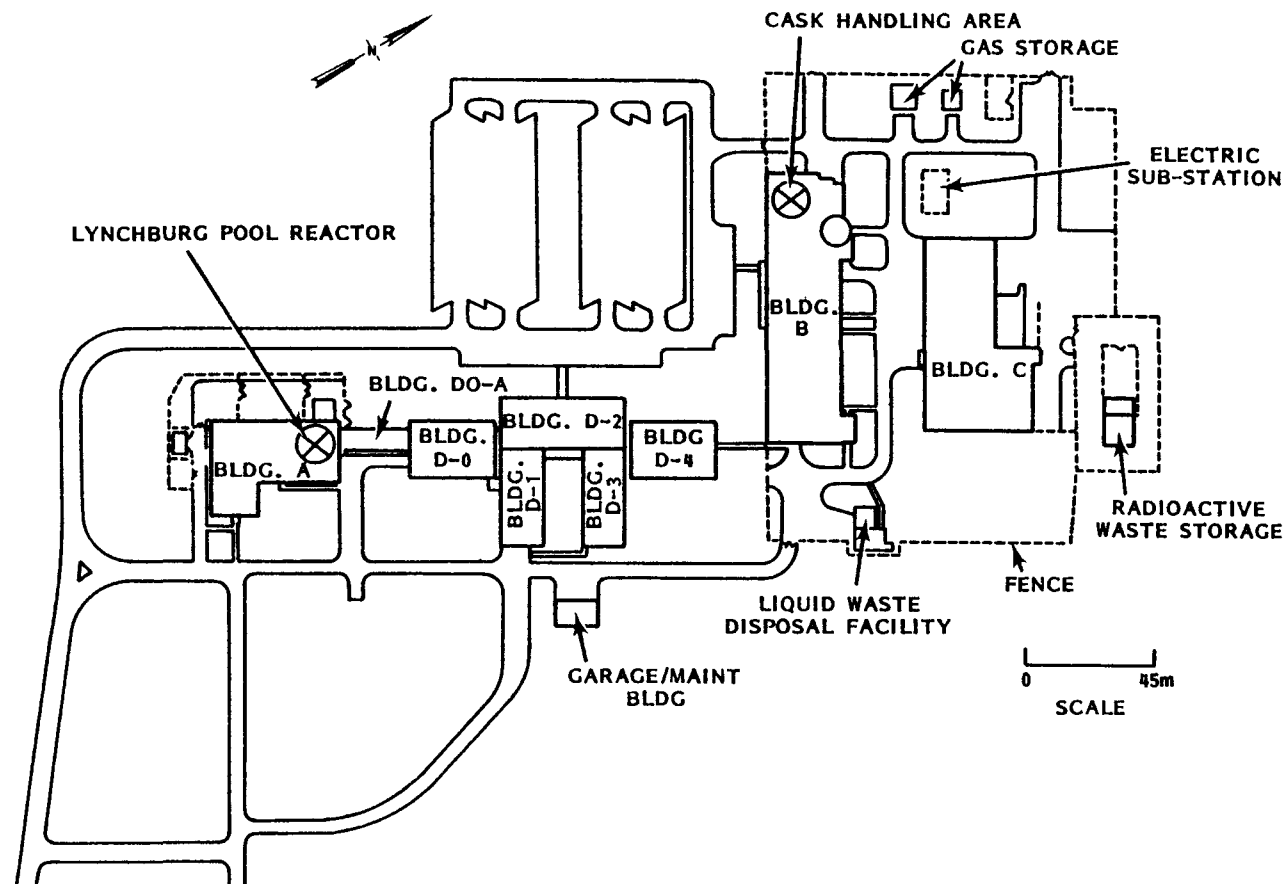 CASK HANDLING AREA
GAS STORAGE
N
ELECTRIC
SUB-STATION
LYNCHBURG POOL REACTOR
BLDG.
B
BLDG. C
BLDG. DO-A
BLDG.
D-0
BLDG. D-2
BLDG
D-4
BLDG. A
BLDG.
D-1
BLDG.
D-3
RADIOACTIVE
WASTE STORAGE
FENCE
LIQUID WASTE
DISPOSAL FACILITY
GARAGE/MAINT
BLDG
0 45m
SCALE